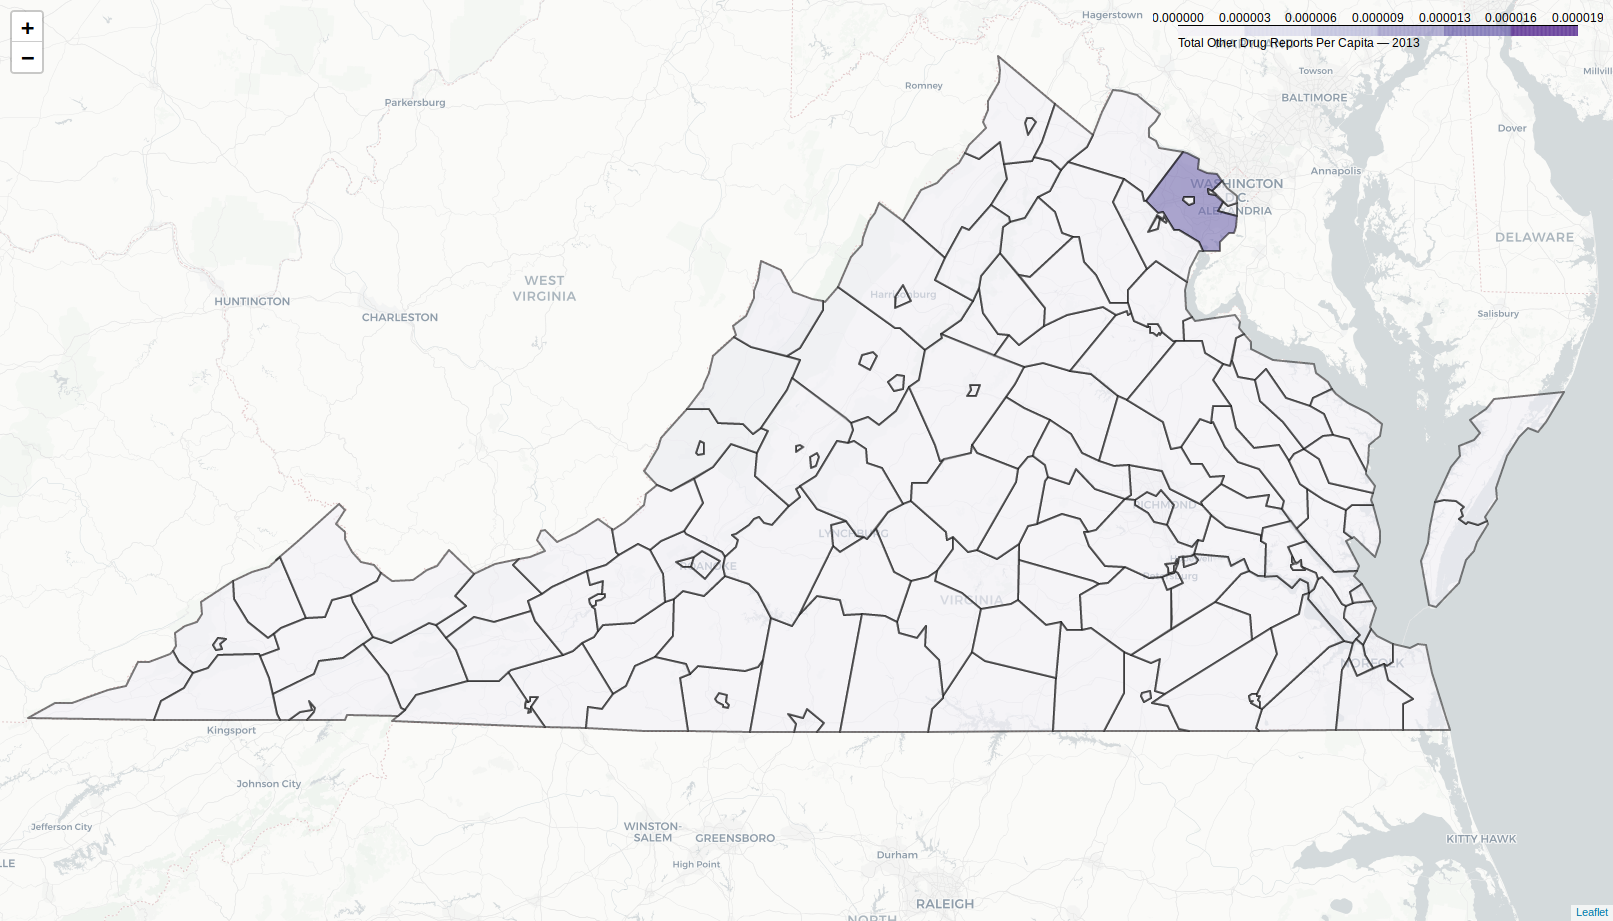 +
−
0.000000 0.000003 0.000006 0.000009 0.000013 0.000016 0.000019
Total Other Drug Reports Per Capita — 2013
Hagerstown
Towson
Millvill
Romney
BALTIMORE
Parkersburg
Dover
Annapolis
WASHINGTON
D.C.
ALEXANDRIA
DELAWARE
WEST
VIRGINIA
HUNTINGTON
Harrisonburg
CHARLESTON
Salisbury
RICHMOND
LYNCHBURG
ROANOKE
Petersburg
VIRGINIA
NORFOLK
Kingsport
Johnson City
Jefferson City
WINSTON-
SALEM
GREENSBORO
KITTY HAWK
High Point
Durham
LLE
RALEIGH
NORTH
Leaflet